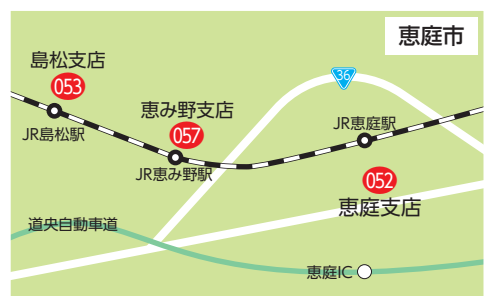 恵庭市
36
島松支店
053
恵み野支店
057
JR島松駅
JR恵庭駅
JR恵み野駅
052
恵庭支店
道央自動車道
恵庭IC